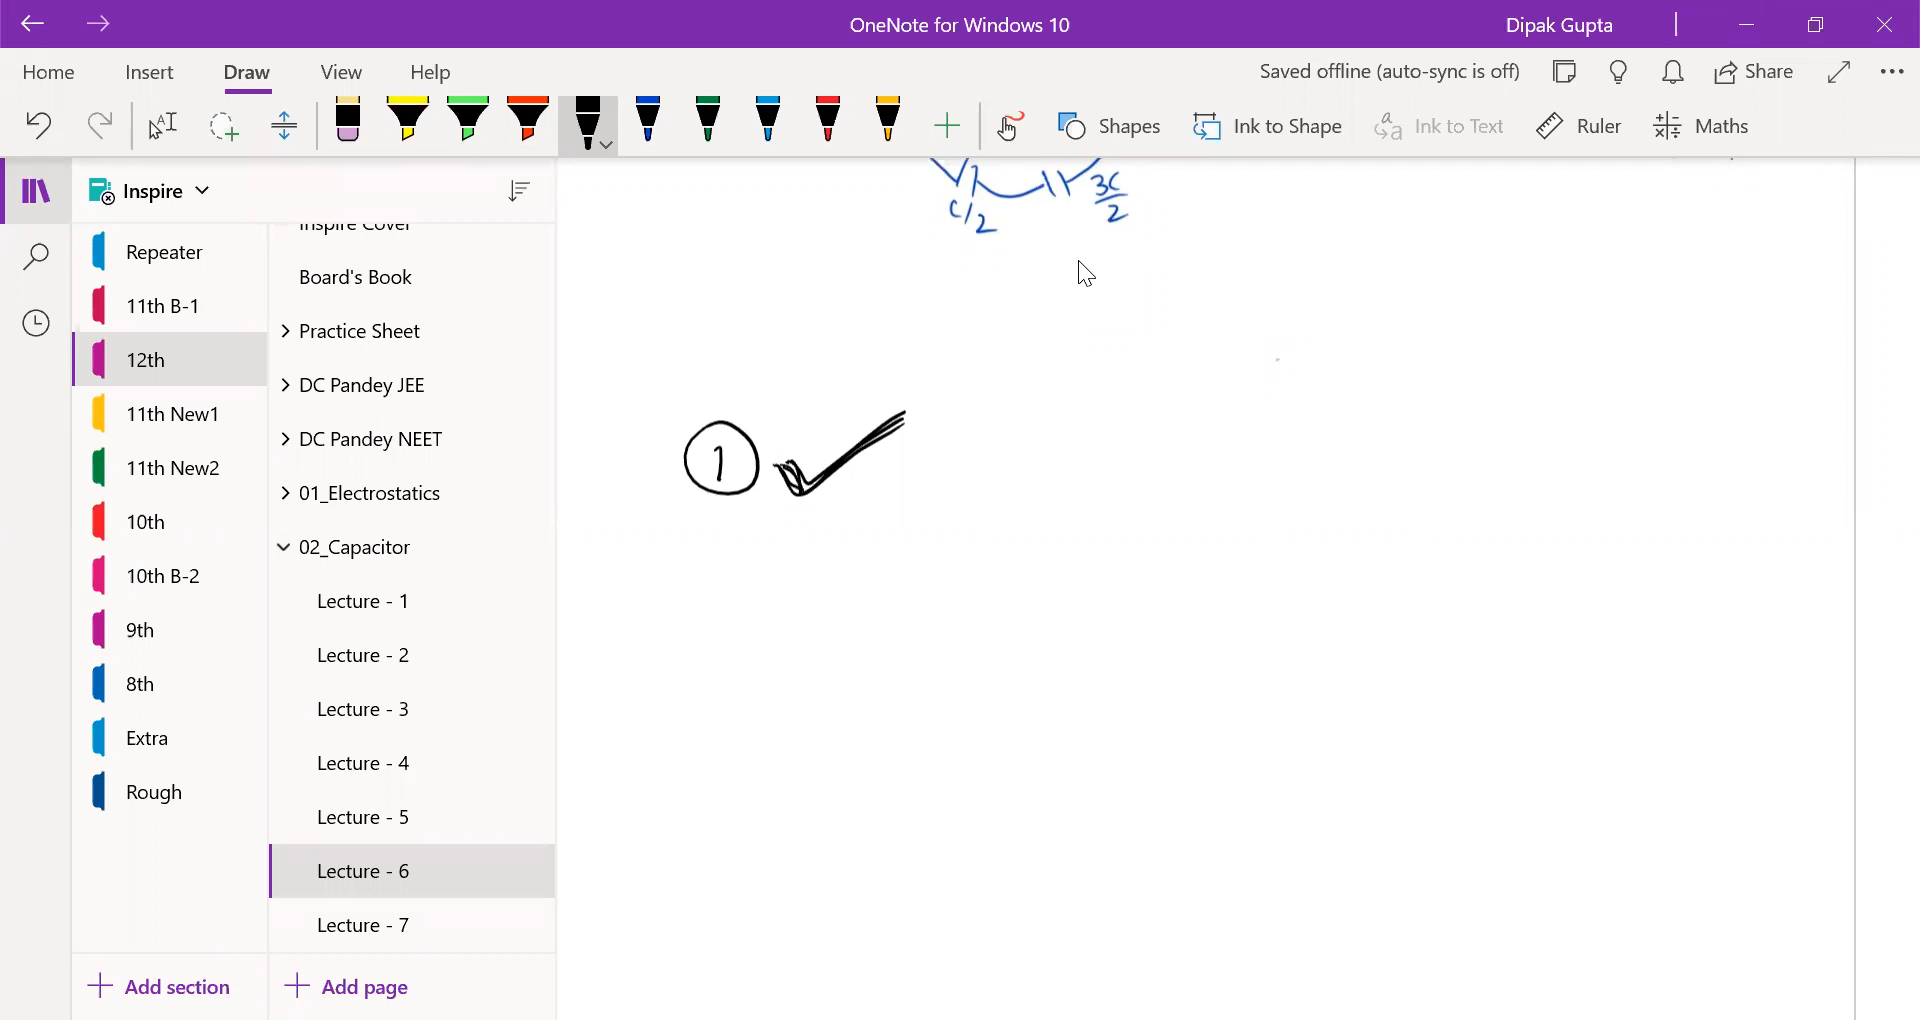 OneNote for Windows 10
Dipak Gupta
Home Insert Draw View Help
Saved offline (auto-sync is off)
Share
Shapes
Ink to Shape
Ink to Text
Ruler
Maths
Inspire
Repeater
11th B-1
12th
11th New1
11th New2
10th
10th B-2
9th
8th
Extra
Rough
Add section
Inspire Cover
Board's Book
Practice Sheet
DC Pandey JEE
DC Pandey NEET
01_Electrostatics
02_Capacitor
Lecture - 1
Lecture - 2
Lecture - 3
Lecture - 4
Lecture - 5
Lecture - 6
Lecture - 7
Add page
C/2
3C/2
1